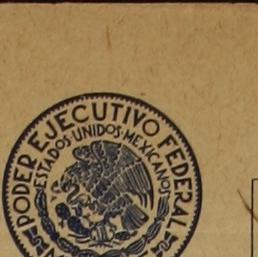 PODER EJECUTIVO FEDERAL
ESTADOS·UNIDOS·MEXICANOS